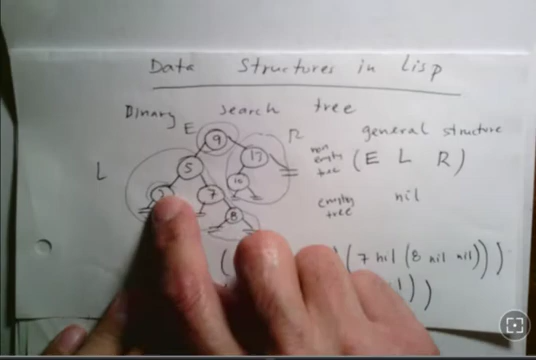 Data Structures in Lisp
Binary search tree
E
9
R
general structure
L
5
17
non empty tree
(E L R)
7
empty tree
nil
8
(
(7 nil (8 nil nil)))
))